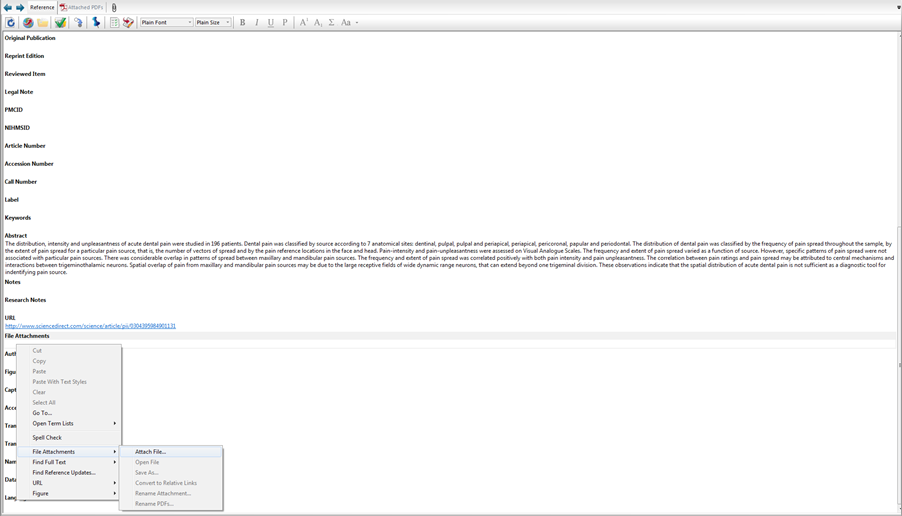 Reference Attached PDFs
Plain Font Plain Size B I U P A¹ A₁ Σ Aa
Original Publication
Reprint Edition
Reviewed Item
Legal Note
PMCID
NIHMSID
Article Number
Accession Number
Call Number
Label
Keywords
Abstract
The distribution, intensity and unpleasantness of acute dental pain were studied in 196 patients. Dental pain was classified by source according to 7 anatomical sites: dentinal, pulpal, pulpal and periapical, periapical, pericoronal, papular and periodontal. The distribution of dental pain was classified by the frequency of pain spread throughout the sample, by
the extent of pain spread for a particular pain source, that is, the number of vectors of spread and by the pain reference locations in the face and head. Pain-intensity and pain-unpleasantness were assessed on Visual Analogue Scales. The frequency and extent of pain spread varied as a function of source. However, specific patterns of pain spread were not
associated with particular pain sources. There was considerable overlap in patterns of spread between maxillary and mandibular pain sources. The frequency and extent of pain spread was correlated positively with both pain intensity and pain unpleasantness. The correlation between pain ratings and pain spread may be attributed to central mechanisms and
interactions between trigeminothalamic neurons. Spatial overlap of pain from maxillary and mandibular pain sources may be due to the large receptive fields of wide dynamic range neurons, that can extend beyond one trigeminal division. These observations indicate that the spatial distribution of acute dental pain is not sufficient as a diagnostic tool for
indentifying pain source.
Notes
Research Notes
URL
http://www.sciencedirect.com/science/article/pii/0304395984901131
File Attachments
Auth
Figu
Capt
Acce
Tran
Tran
Nam
Data
Lang
Cut
Copy
Paste
Paste With Text Styles
Clear
Select All
Go To...
Open Term Lists
Spell Check
File Attachments
Find Full Text
Find Reference Updates...
URL
Figure
Attach File...
Open File
Save As...
Convert to Relative Links
Rename Attachment...
Rename PDFs...